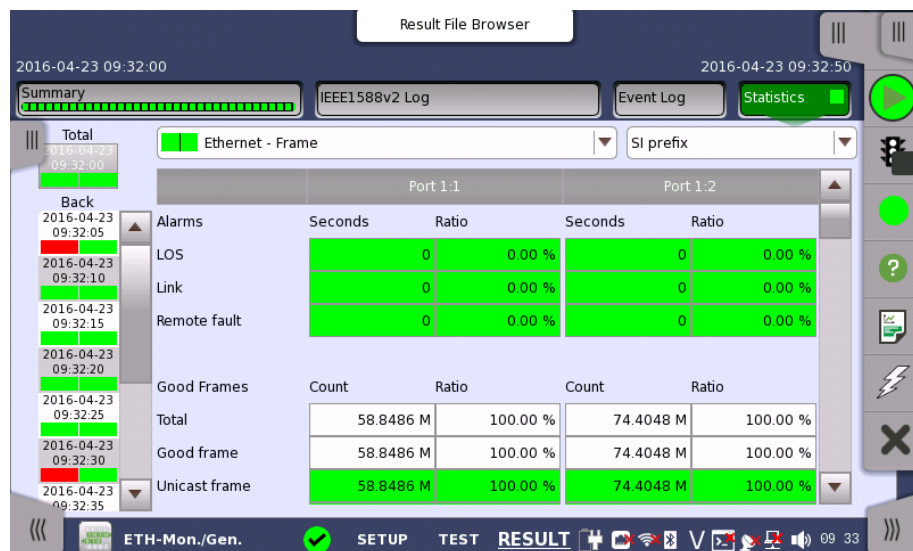 Result File Browser
2016-04-23 09:32:00
2016-04-23 09:32:50
Summary
IEEE1588v2 Log
Event Log
Statistics
Total
2016-04-23
09:32:00
Back
2016-04-23
09:32:05
2016-04-23
09:32:10
2016-04-23
09:32:15
2016-04-23
09:32:20
2016-04-23
09:32:25
2016-04-23
09:32:30
2016-04-23
09:32:35
Ethernet - Frame
SI prefix
Port 1:1 Port 1:2
Alarms Seconds Ratio Seconds Ratio
LOS 0 0.00 % 0 0.00 %
Link 0 0.00 % 0 0.00 %
Remote fault 0 0.00 % 0 0.00 %
Good Frames Count Ratio Count Ratio
Total 58.8486 M 100.00 % 74.4048 M 100.00 %
Good frame 58.8486 M 100.00 % 74.4048 M 100.00 %
Unicast frame 58.8486 M 100.00 % 74.4048 M 100.00 %
ETH-Mon./Gen. SETUP TEST RESULT V 09 33